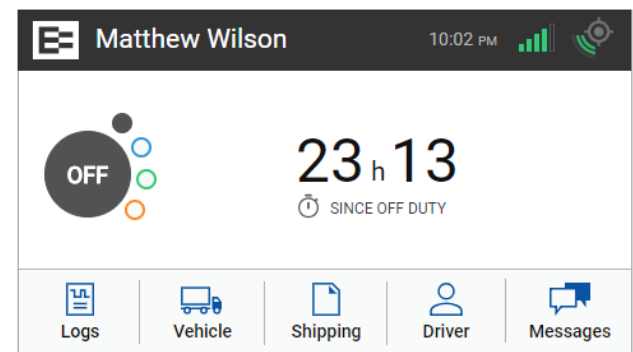 Matthew Wilson 10:02 PM
OFF
23 h 13
SINCE OFF DUTY
Logs Vehicle Shipping Driver Messages